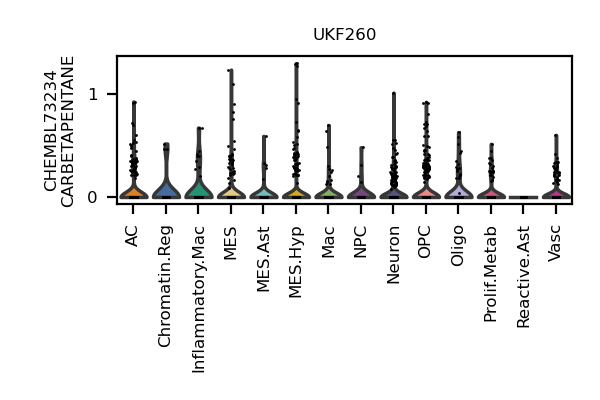 UKF260
CHEMBL73234
CARBETAPENTANE
1
0
AC
Chromatin.Reg
Inflammatory.Mac
MES
MES.Ast
MES.Hyp
Mac
NPC
Neuron
OPC
Oligo
Prolif.Metab
Reactive.Ast
Vasc